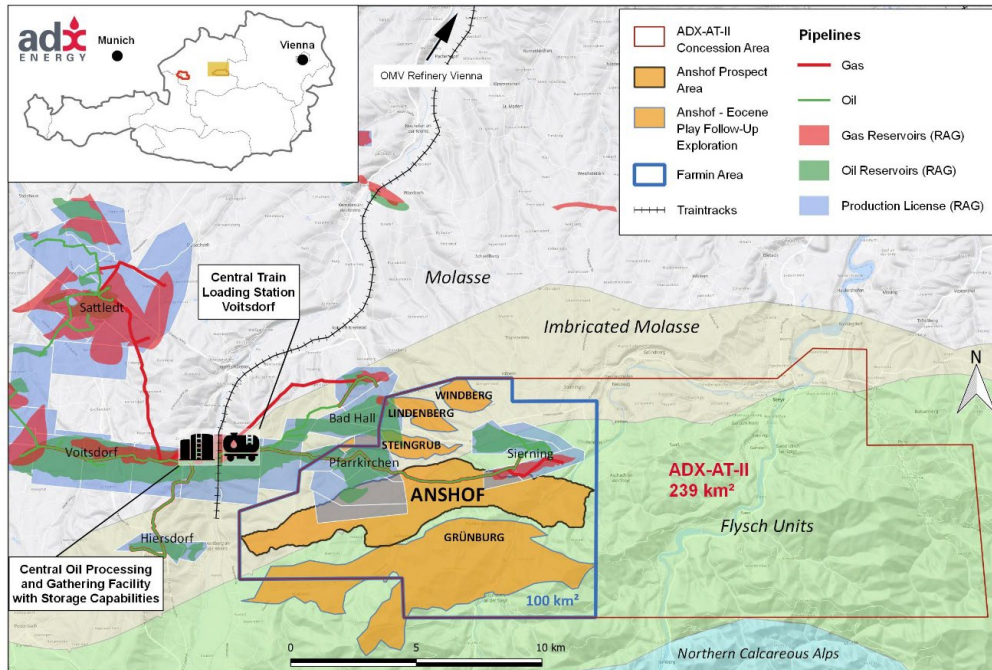 adx
ENERGY
Munich
Vienna
OMV Refinery Vienna
ADX-AT-II
Concession Area
Anshof Prospect
Area
Anshof - Eocene
Play Follow-Up
Exploration
Farmin Area
Traintracks
Pipelines
Gas
Oil
Gas Reservoirs (RAG)
Oil Reservoirs (RAG)
Production License (RAG)
Central Train
Loading Station
Voitsdorf
Molasse
Sattledt
Imbricated Molasse
N
WINDBERG
Bad Hall
LINDENBERG
STEINGRUB
Voitsdorf
Pfarrkirchen
Sierning
ADX-AT-II
239 km²
ANSHOF
Flysch Units
Hiersdorf
GRÜNBURG
Central Oil Processing
and Gathering Facility
with Storage Capabilities
100 km²
0
5
10 km
Northern Calcareous Alps